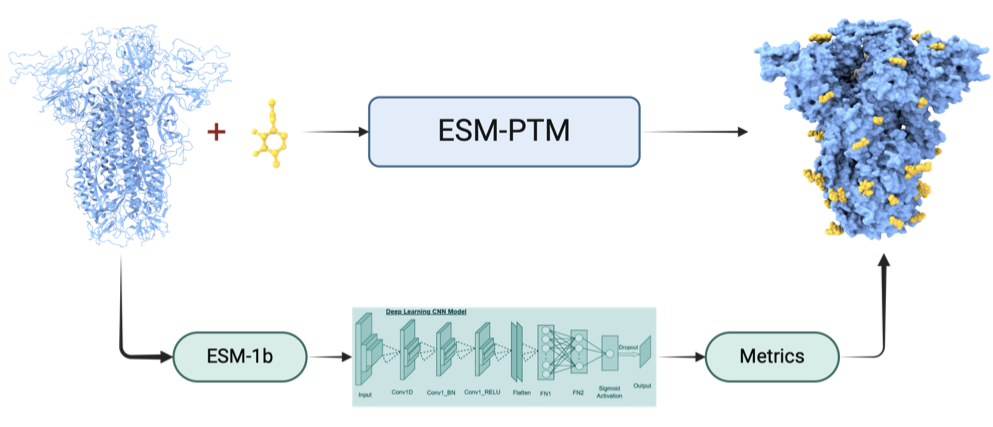 +
ESM-PTM
ESM-1b
Deep Learning CNN Model
Input
Conv1D
Conv1_BN
Conv1_RELU
Flatten
FN1
FN2
Sigmoid
Activation
Dropout
Output
Metrics